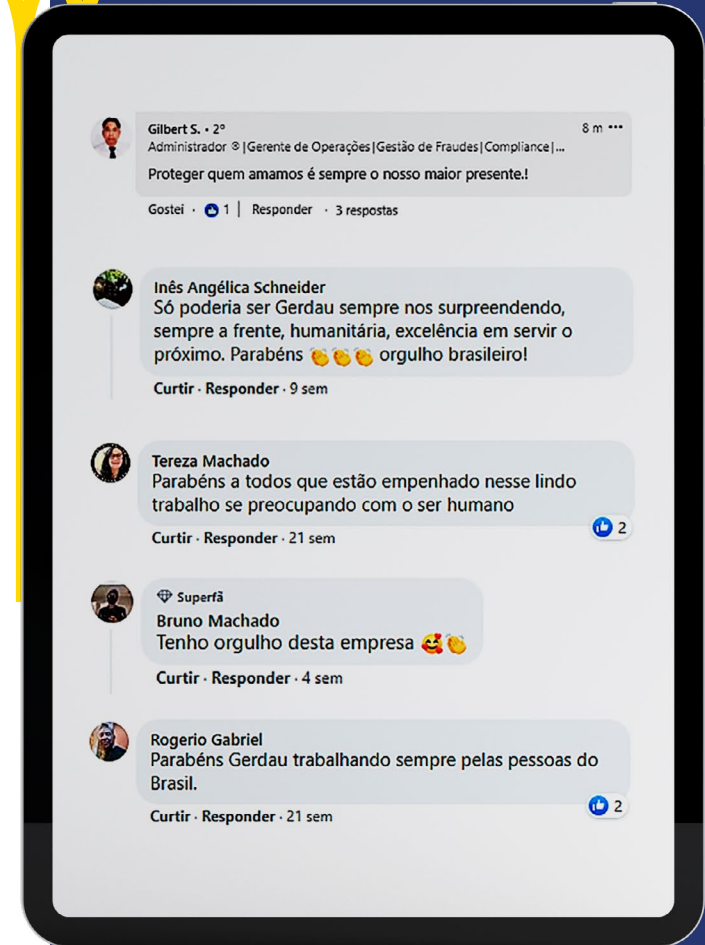 Gilbert S. • 2º
8 m •••
Administrador ® |Gerente de Operações|Gestão de Fraudes|Compliance|...
Proteger quem amamos é sempre o nosso maior presente.!
Gostei · 1 | Responder · 3 respostas
Inês Angélica Schneider
Só poderia ser Gerdau sempre nos surpreendendo,
sempre a frente, humanitária, excelência em servir o
próximo. Parabéns 👏👏👏 orgulho brasileiro!
Curtir · Responder · 9 sem
Tereza Machado
Parabéns a todos que estão empenhado nesse lindo
trabalho se preocupando com o ser humano
2
Curtir · Responder · 21 sem
Superfã
Bruno Machado
Tenho orgulho desta empresa 🥰👏
Curtir · Responder · 4 sem
Rogerio Gabriel
Parabéns Gerdau trabalhando sempre pelas pessoas do
Brasil.
2
Curtir · Responder · 21 sem